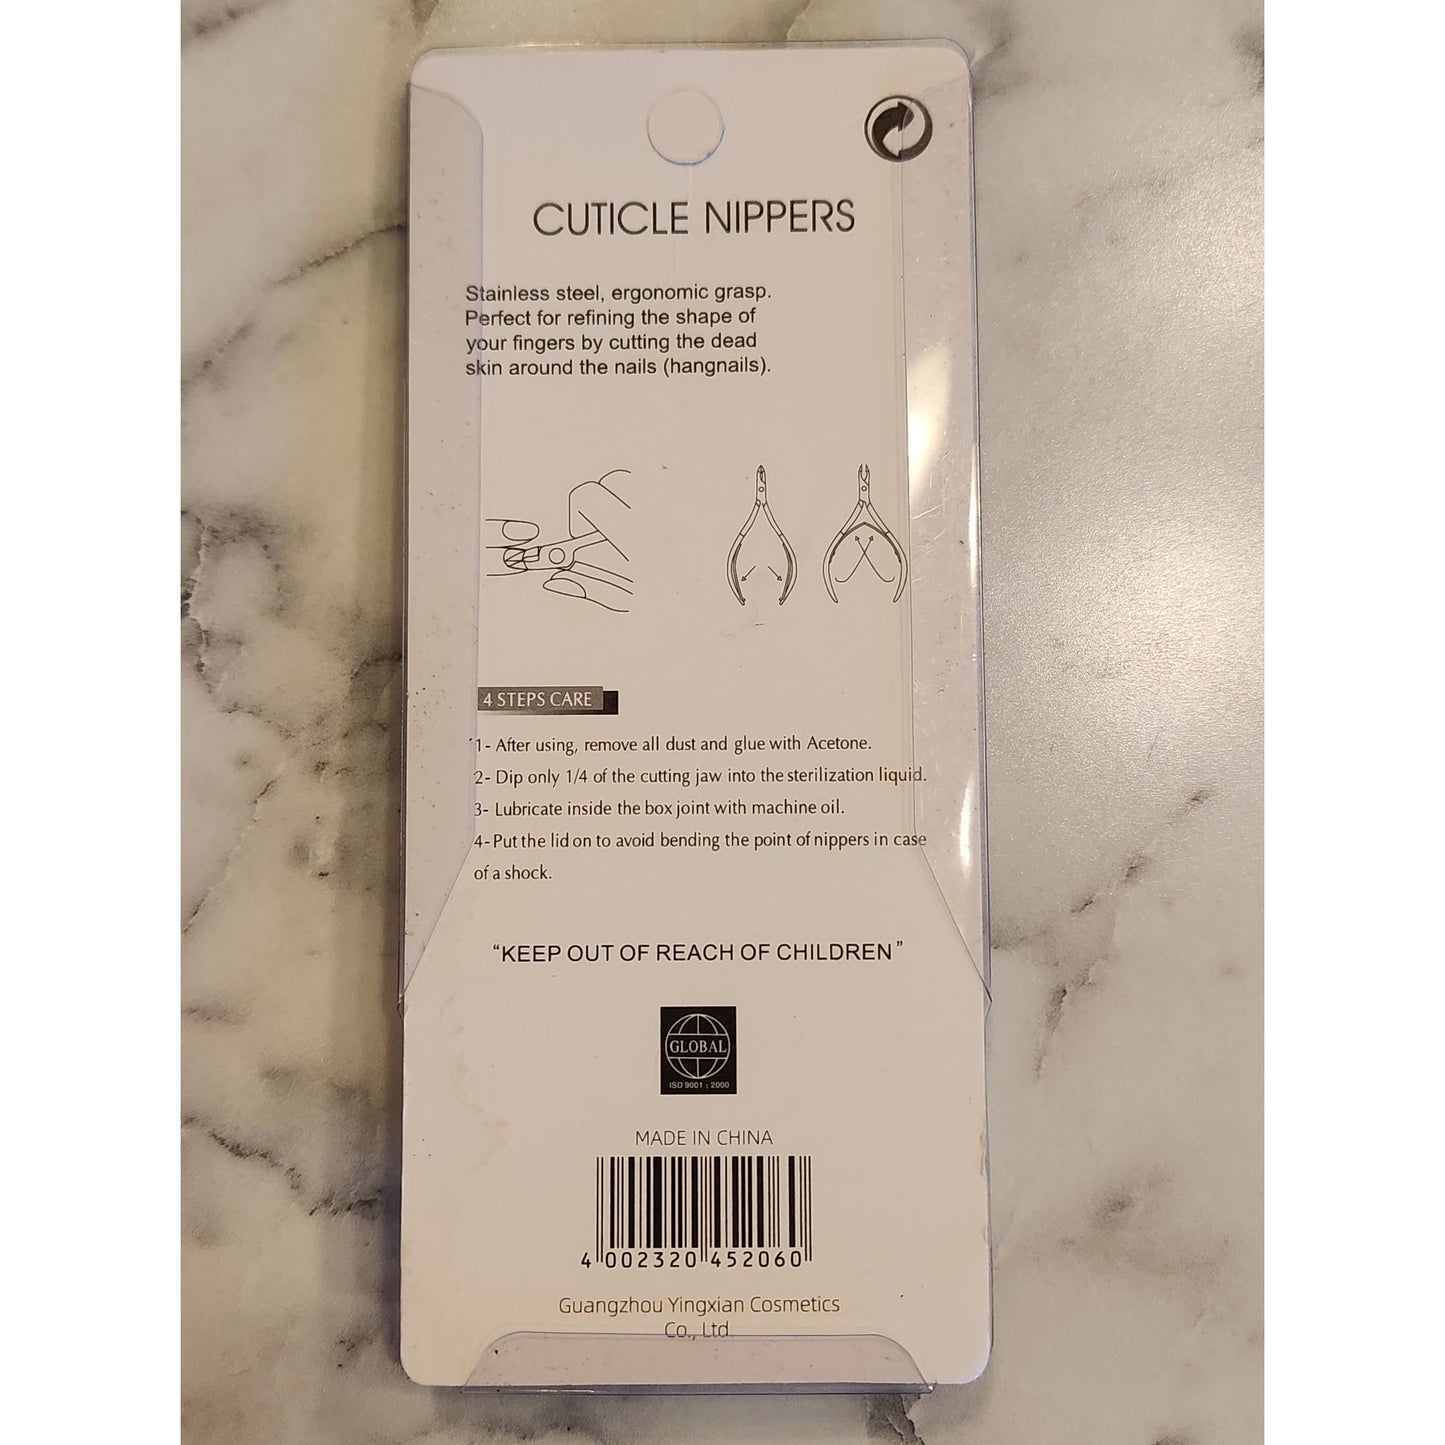 CUTICLE NIPPERS
Stainless steel, ergonomic grasp.
Perfect for refining the shape of
your fingers by cutting the dead
skin around the nails (hangnails).
4 STEPS CARE
1- After using, remove all dust and glue with Acetone.
2- Dip only 1/4 of the cutting jaw into the sterilization liquid.
3- Lubricate inside the box joint with machine oil.
4- Put the lid on to avoid bending the point of nippers in case
of a shock.
“KEEP OUT OF REACH OF CHILDREN”
GLOBAL
ISD 9001 : 2000
MADE IN CHINA
4 002320 452060
Guangzhou Yingxian Cosmetics
Co., Ltd.